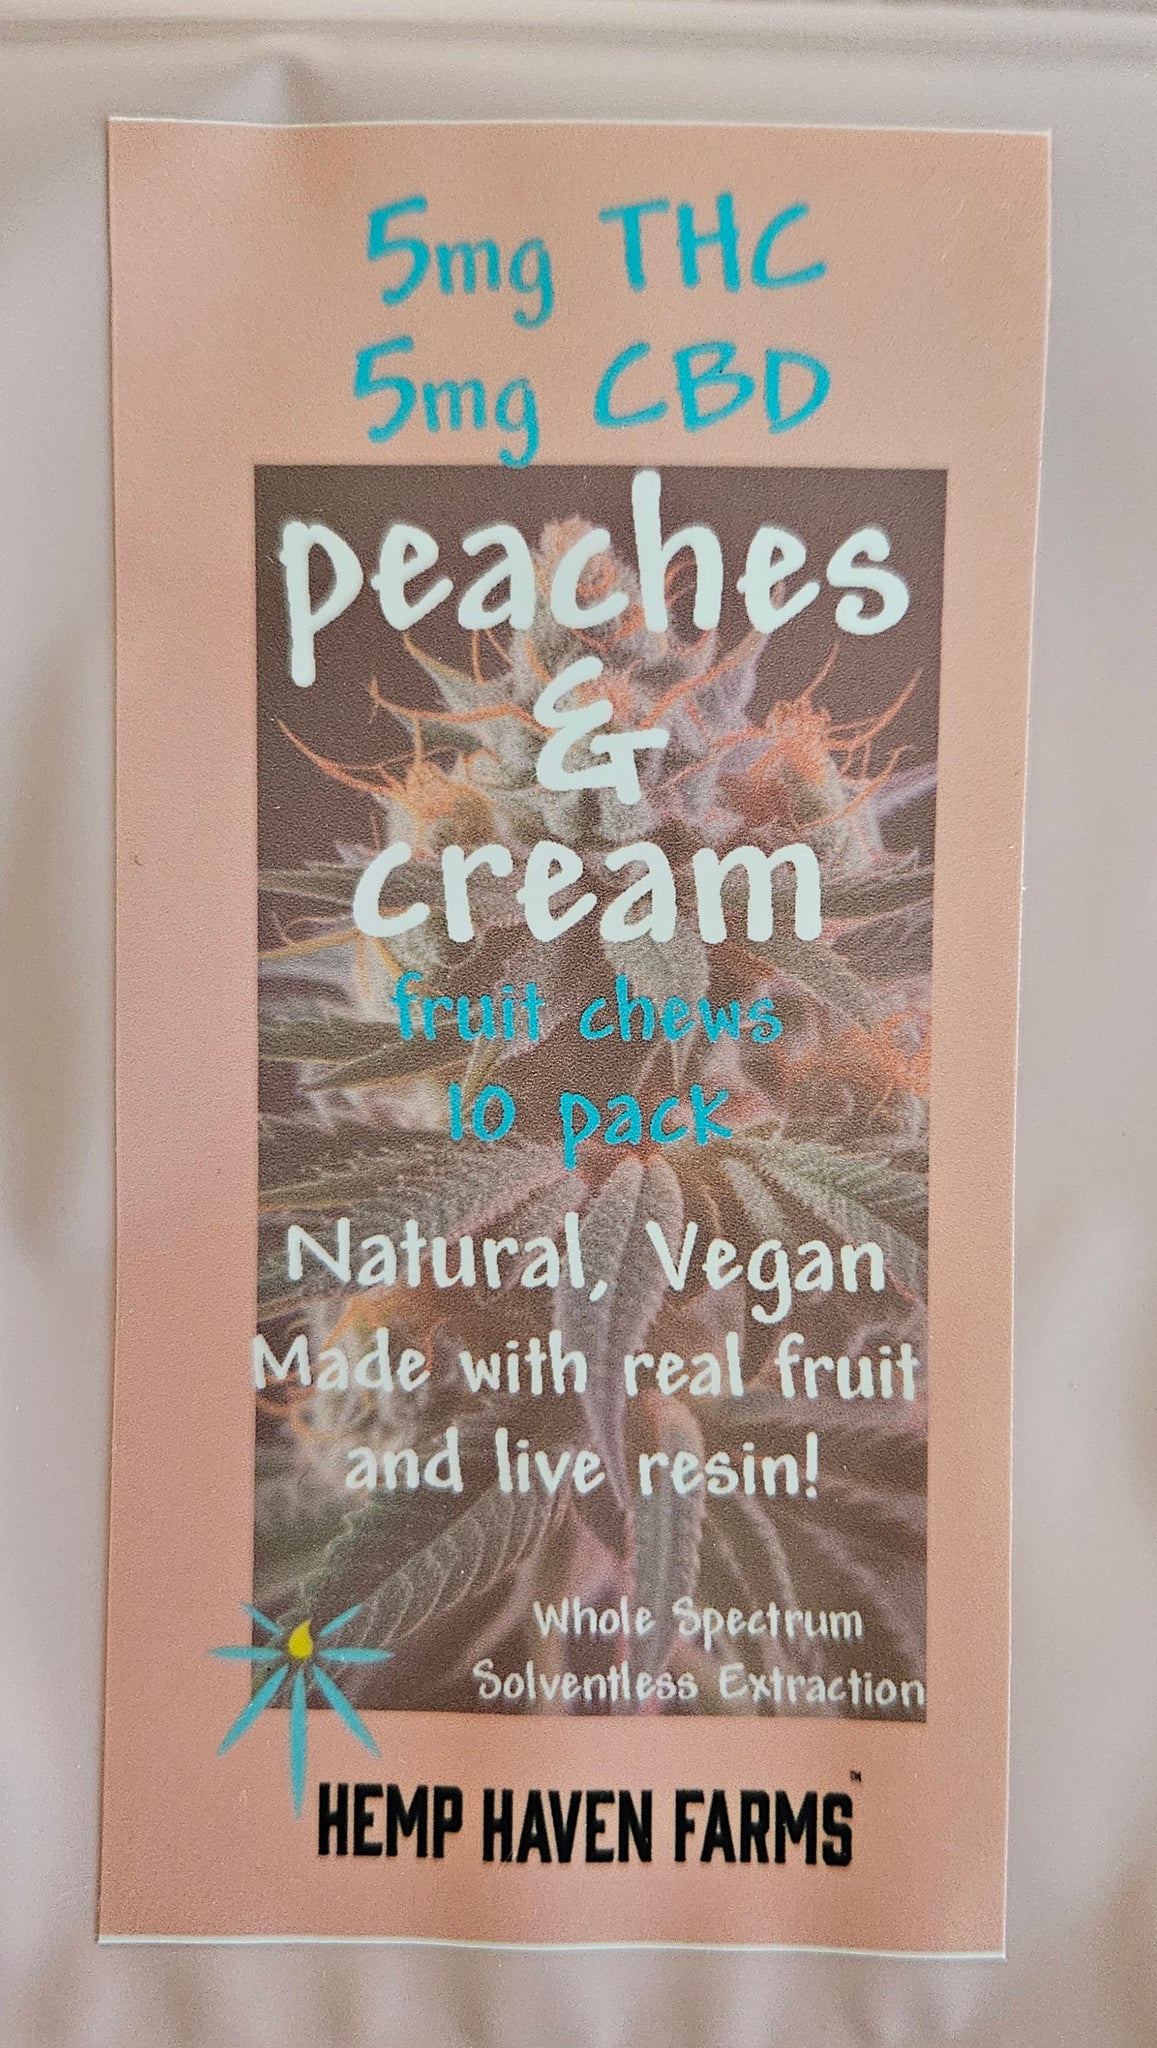 5mg THC
5mg CBD
peaches
&
cream
fruit chews
10 pack
Natural, Vegan
Made with real fruit
and live resin!
Whole Spectrum
Solventless Extraction
HEMP HAVEN FARMS™